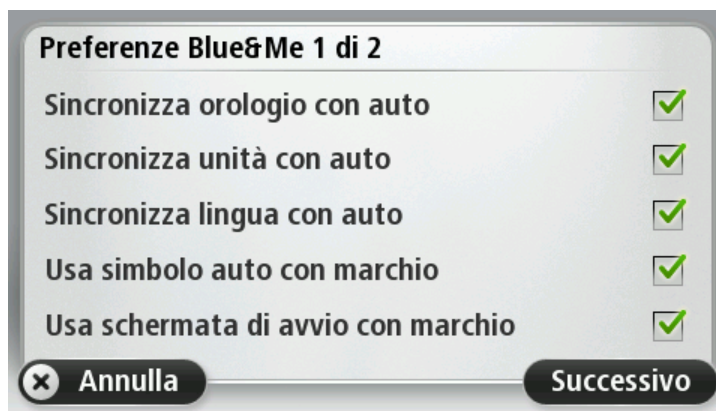 Preferenze Blue&Me 1 di 2
Sincronizza orologio con auto
Sincronizza unità con auto
Sincronizza lingua con auto
Usa simbolo auto con marchio
Usa schermata di avvio con marchio
Annulla
Successivo